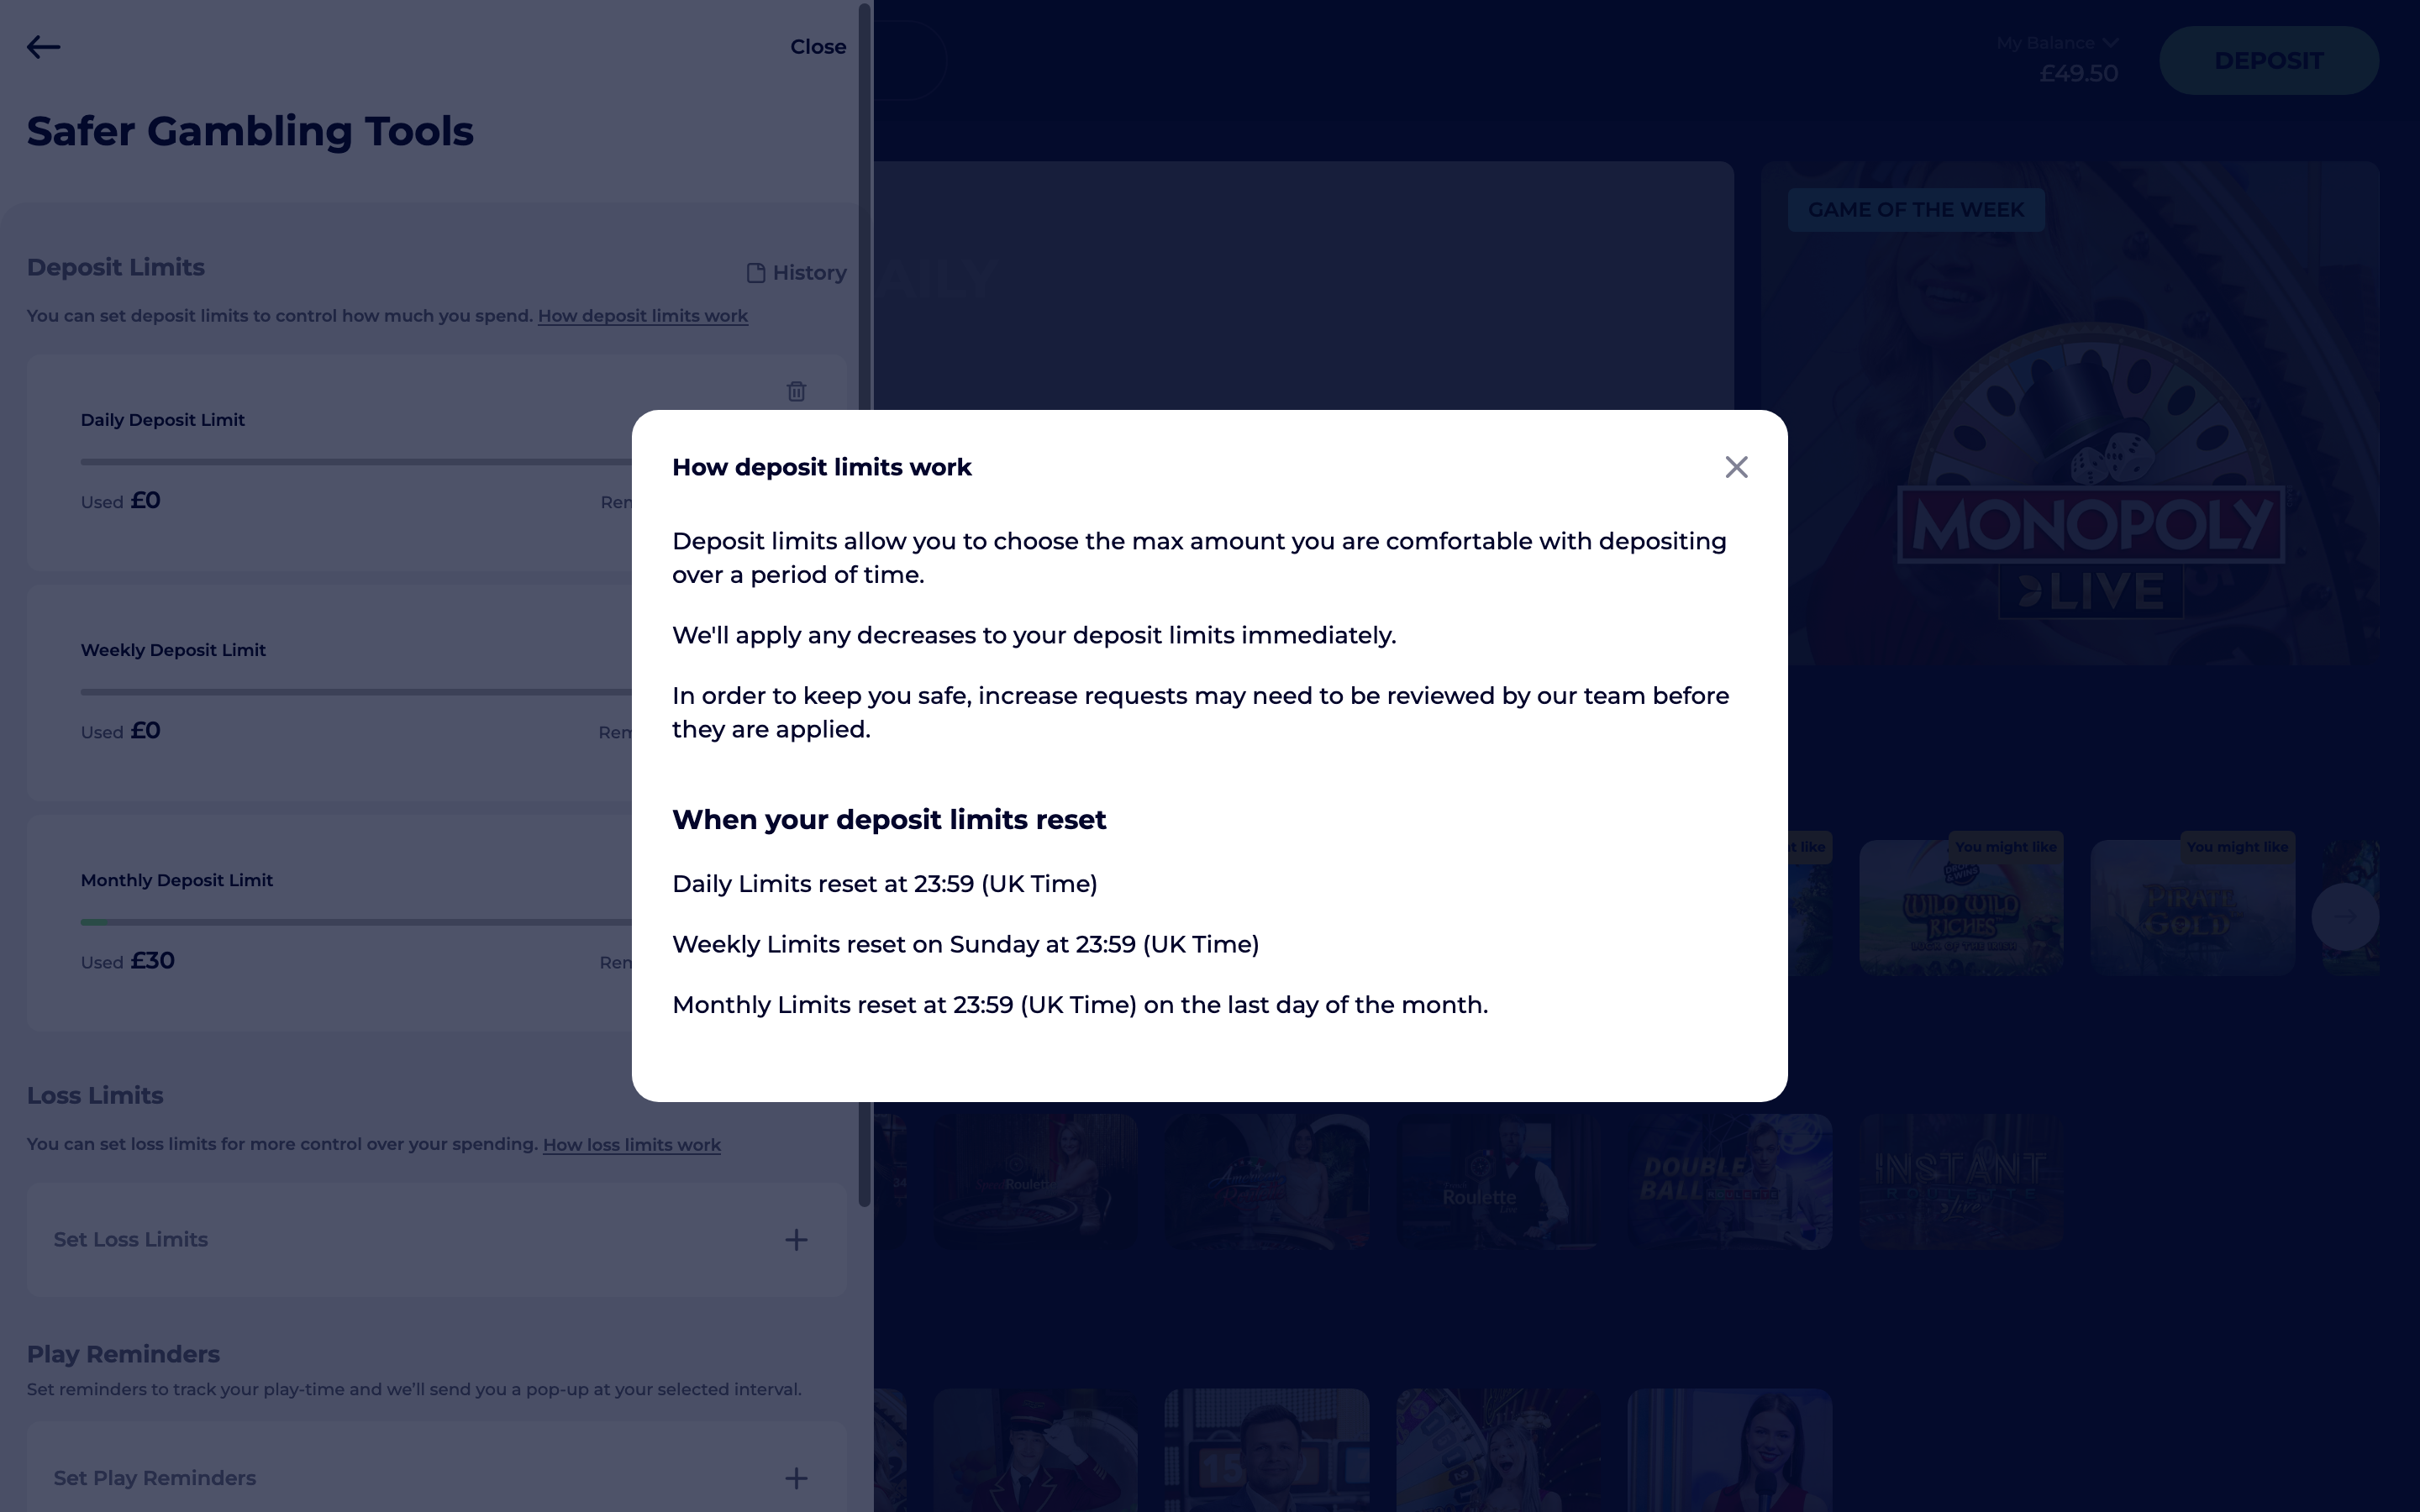 Close
My Balance
£49.50
DEPOSIT
Safer Gambling Tools
GAME OF THE WEEK
Deposit Limits
History
AILY
You can set deposit limits to control how much you spend. How deposit limits work
Daily Deposit Limit
Used £0
Weekly Deposit Limit
Used £0
Monthly Deposit Limit
Used £30
How deposit limits work
Deposit limits allow you to choose the max amount you are comfortable with depositing
over a period of time.
We'll apply any decreases to your deposit limits immediately.
In order to keep you safe, increase requests may need to be reviewed by our team before
they are applied.
When your deposit limits reset
Daily Limits reset at 23:59 (UK Time)
Weekly Limits reset on Sunday at 23:59 (UK Time)
Monthly Limits reset at 23:59 (UK Time) on the last day of the month.
MONOPOLY
LIVE
You might like
WILD WILD
RICHES
You might like
PIRATE
GOLD
Loss Limits
You can set loss limits for more control over your spending. How loss limits work
Set Loss Limits
Roulette
Roulette
DOUBLE
BALL
INSTANT
Play Reminders
Set reminders to track your play-time and we'll send you a pop-up at your selected interval.
Set Play Reminders